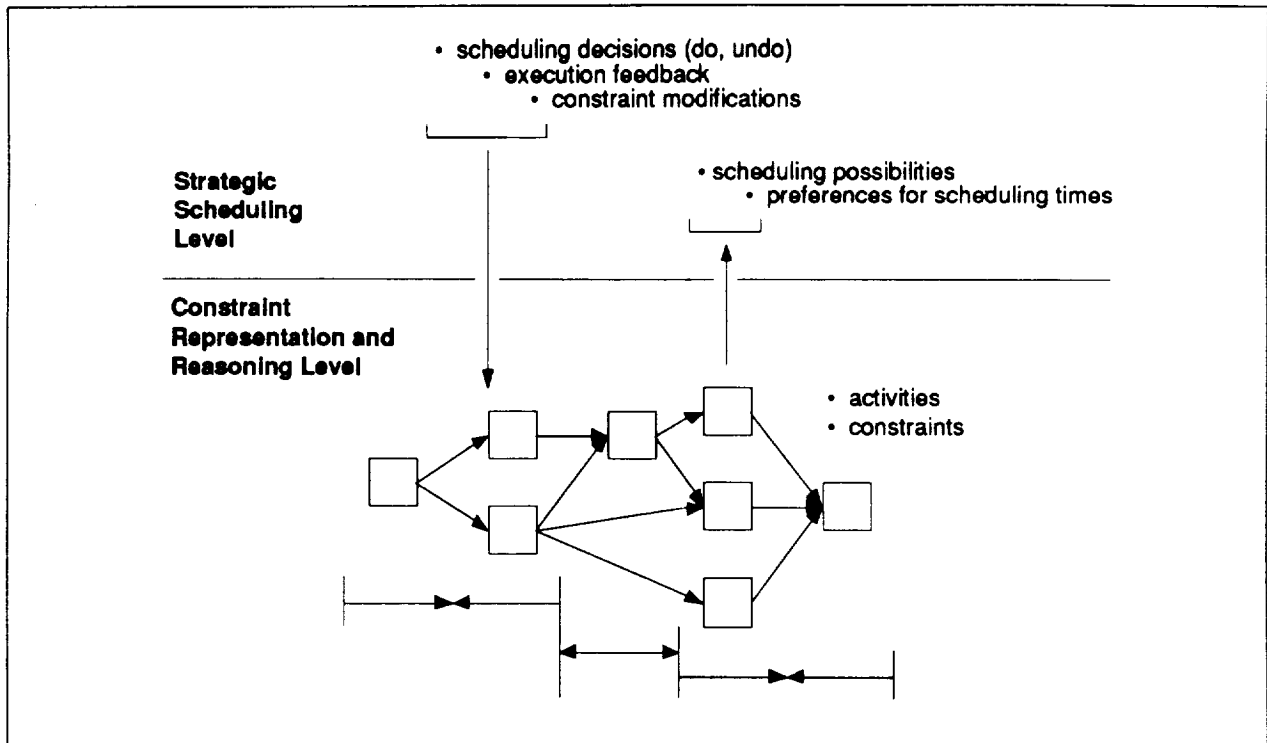 • scheduling decisions (do, undo)
• execution feedback
• constraint modifications
Strategic
Scheduling
Level
• scheduling possibilities
• preferences for scheduling times
Constraint
Representation and
Reasoning Level
• activities
• constraints